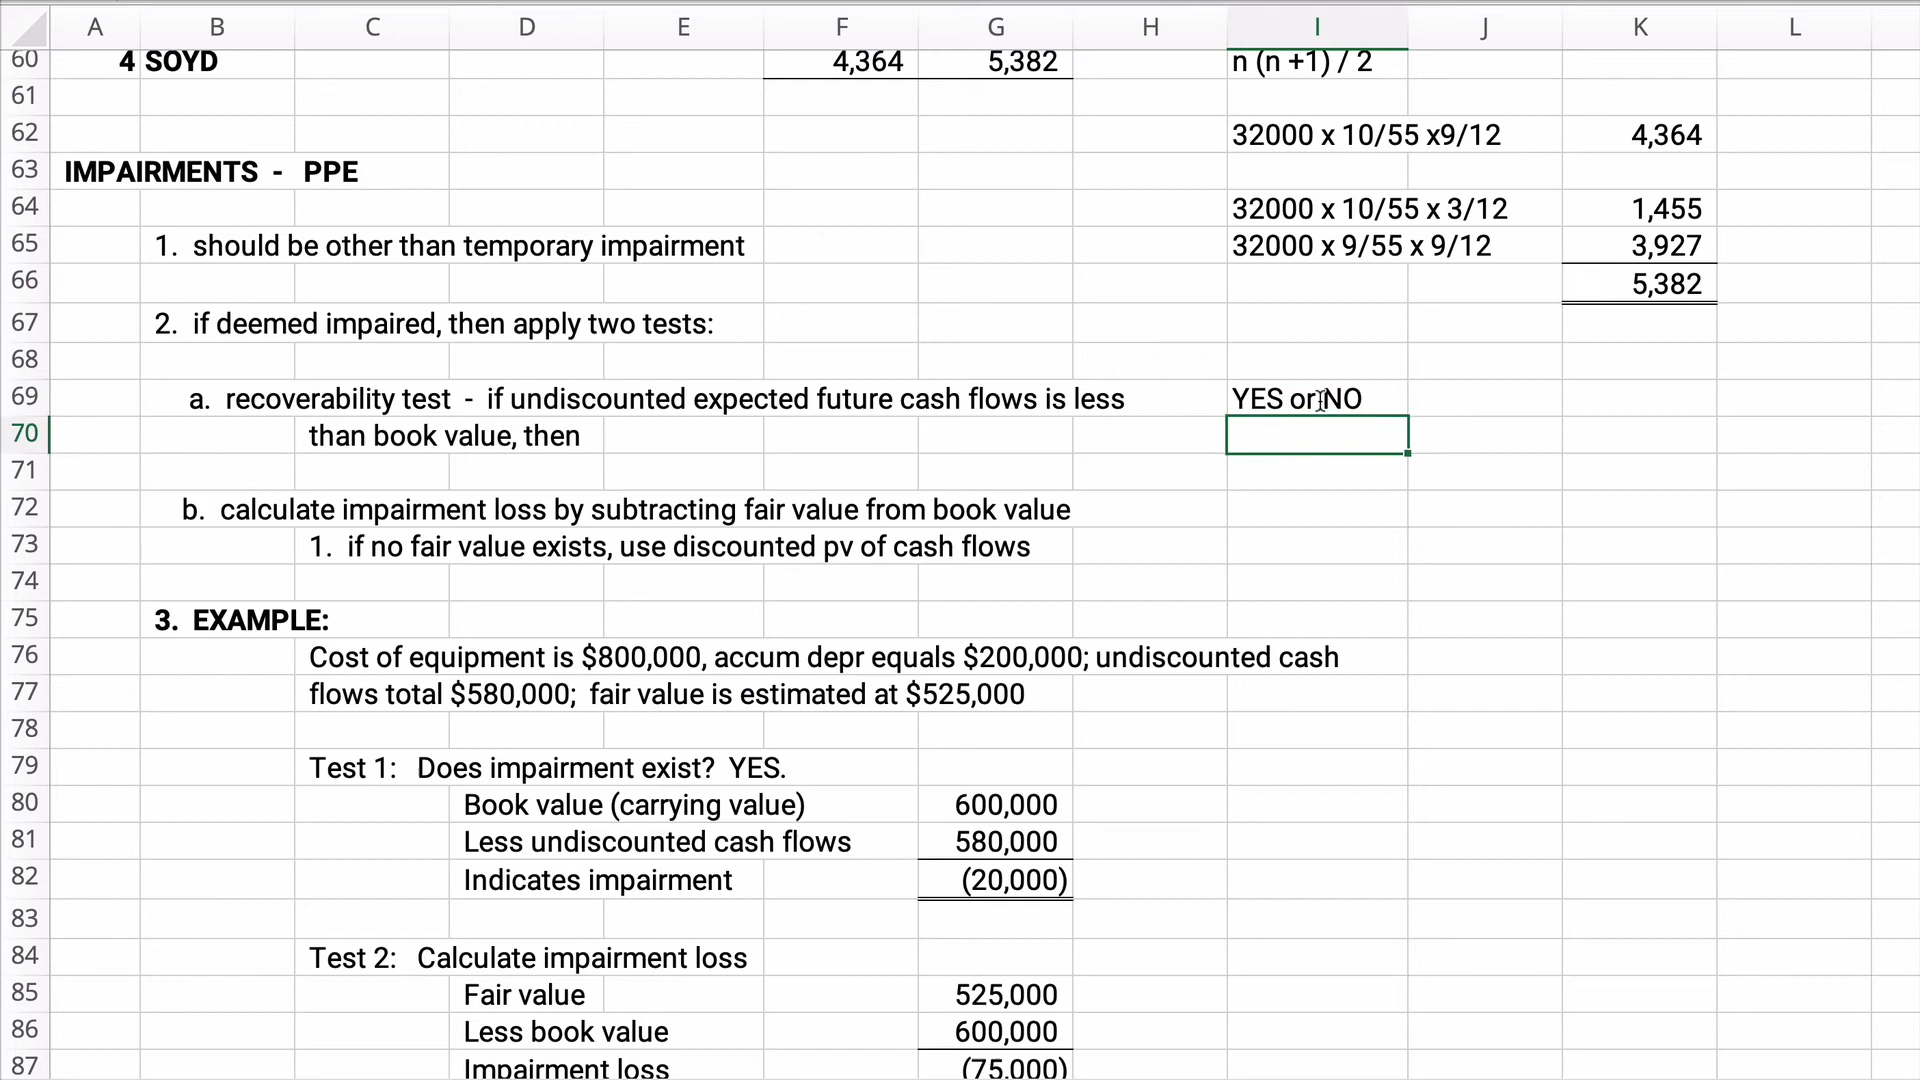 A B C D E F G H I J K L
60 4 SOYD 4,364 5,382 n (n +1) / 2
61
62 32000 x 10/55 x9/12 4,364
63 IMPAIRMENTS - PPE
64 32000 x 10/55 x 3/12 1,455
65 1. should be other than temporary impairment 32000 x 9/55 x 9/12 3,927
66 5,382
67 2. if deemed impaired, then apply two tests:
68
69 a. recoverability test - if undiscounted expected future cash flows is less YES or NO
70 than book value, then
71
72 b. calculate impairment loss by subtracting fair value from book value
73 1. if no fair value exists, use discounted pv of cash flows
74
75 3. EXAMPLE:
76 Cost of equipment is $800,000, accum depr equals $200,000; undiscounted cash
77 flows total $580,000; fair value is estimated at $525,000
78
79 Test 1: Does impairment exist? YES.
80 Book value (carrying value) 600,000
81 Less undiscounted cash flows 580,000
82 Indicates impairment (20,000)
83
84 Test 2: Calculate impairment loss
85 Fair value 525,000
86 Less book value 600,000
87 Impairment loss (75,000)